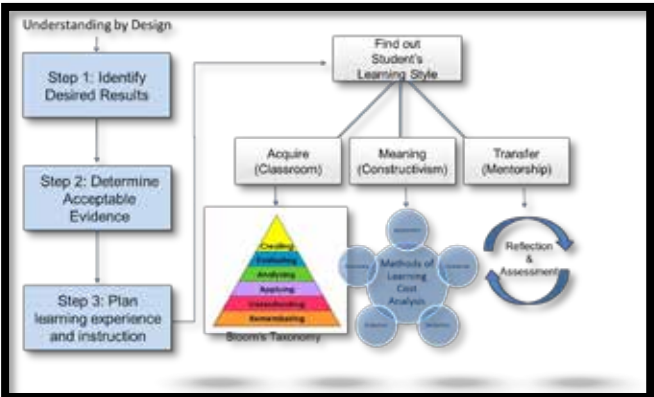 Understanding by Design
Step 1: Identify
Desired Results
Step 2: Determine
Acceptable
Evidence
Step 3: Plan
learning experience
and instruction
Find out
Student's
Learning Style
Acquire
(Classroom)
Meaning
(Constructivism)
Transfer
(Mentorship)
Creating
Evaluating
Analyzing
Applying
Understanding
Remembering
Bloom's Taxonomy
Methods of
Learning
Cost
Analysis
Reflection
&
Assessment